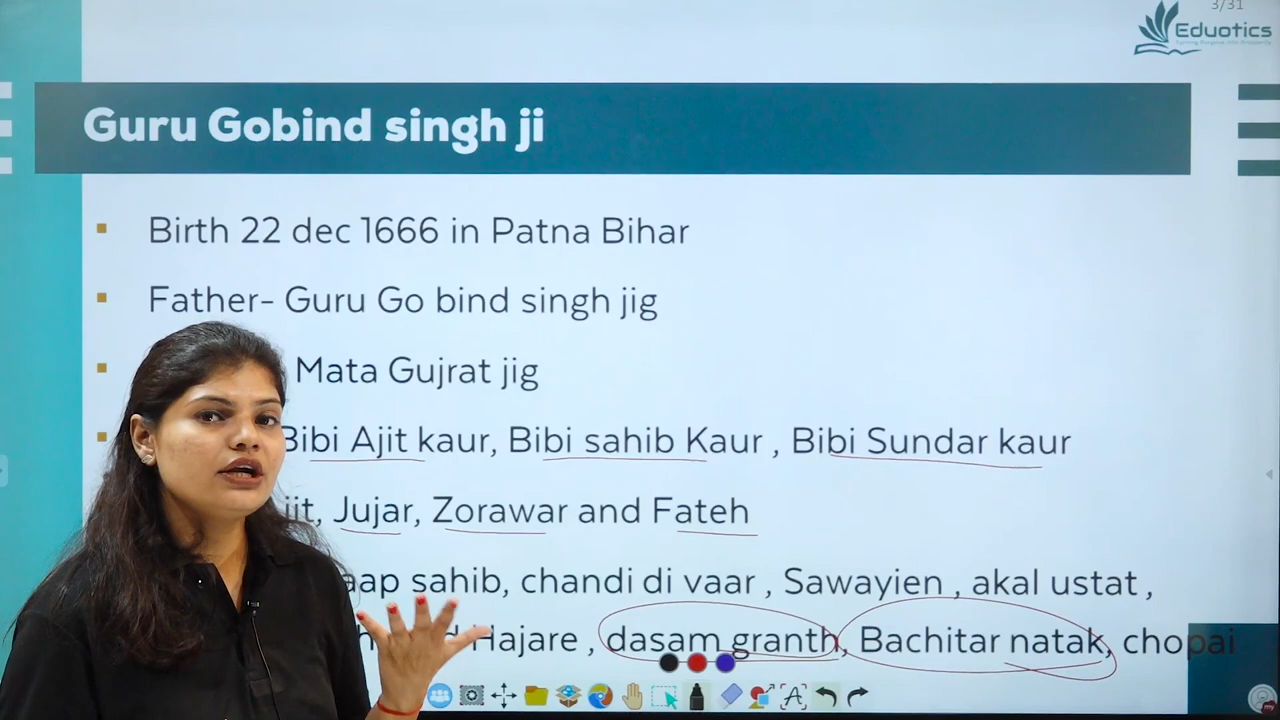 3/31
Eduotics
Guru Gobind singh ji
Birth 22 dec 1666 in Patna Bihar
Father- Guru Go bind singh jig
Mata Gujrat jig
Bibi Ajit kaur, Bibi sahib Kaur , Bibi Sundar kaur
jit, Jujar, Zorawar and Fateh
aap sahib, chandi di vaar , Sawayien , akal ustat ,
Hajare , dasam granth, Bachitar natak, chopai